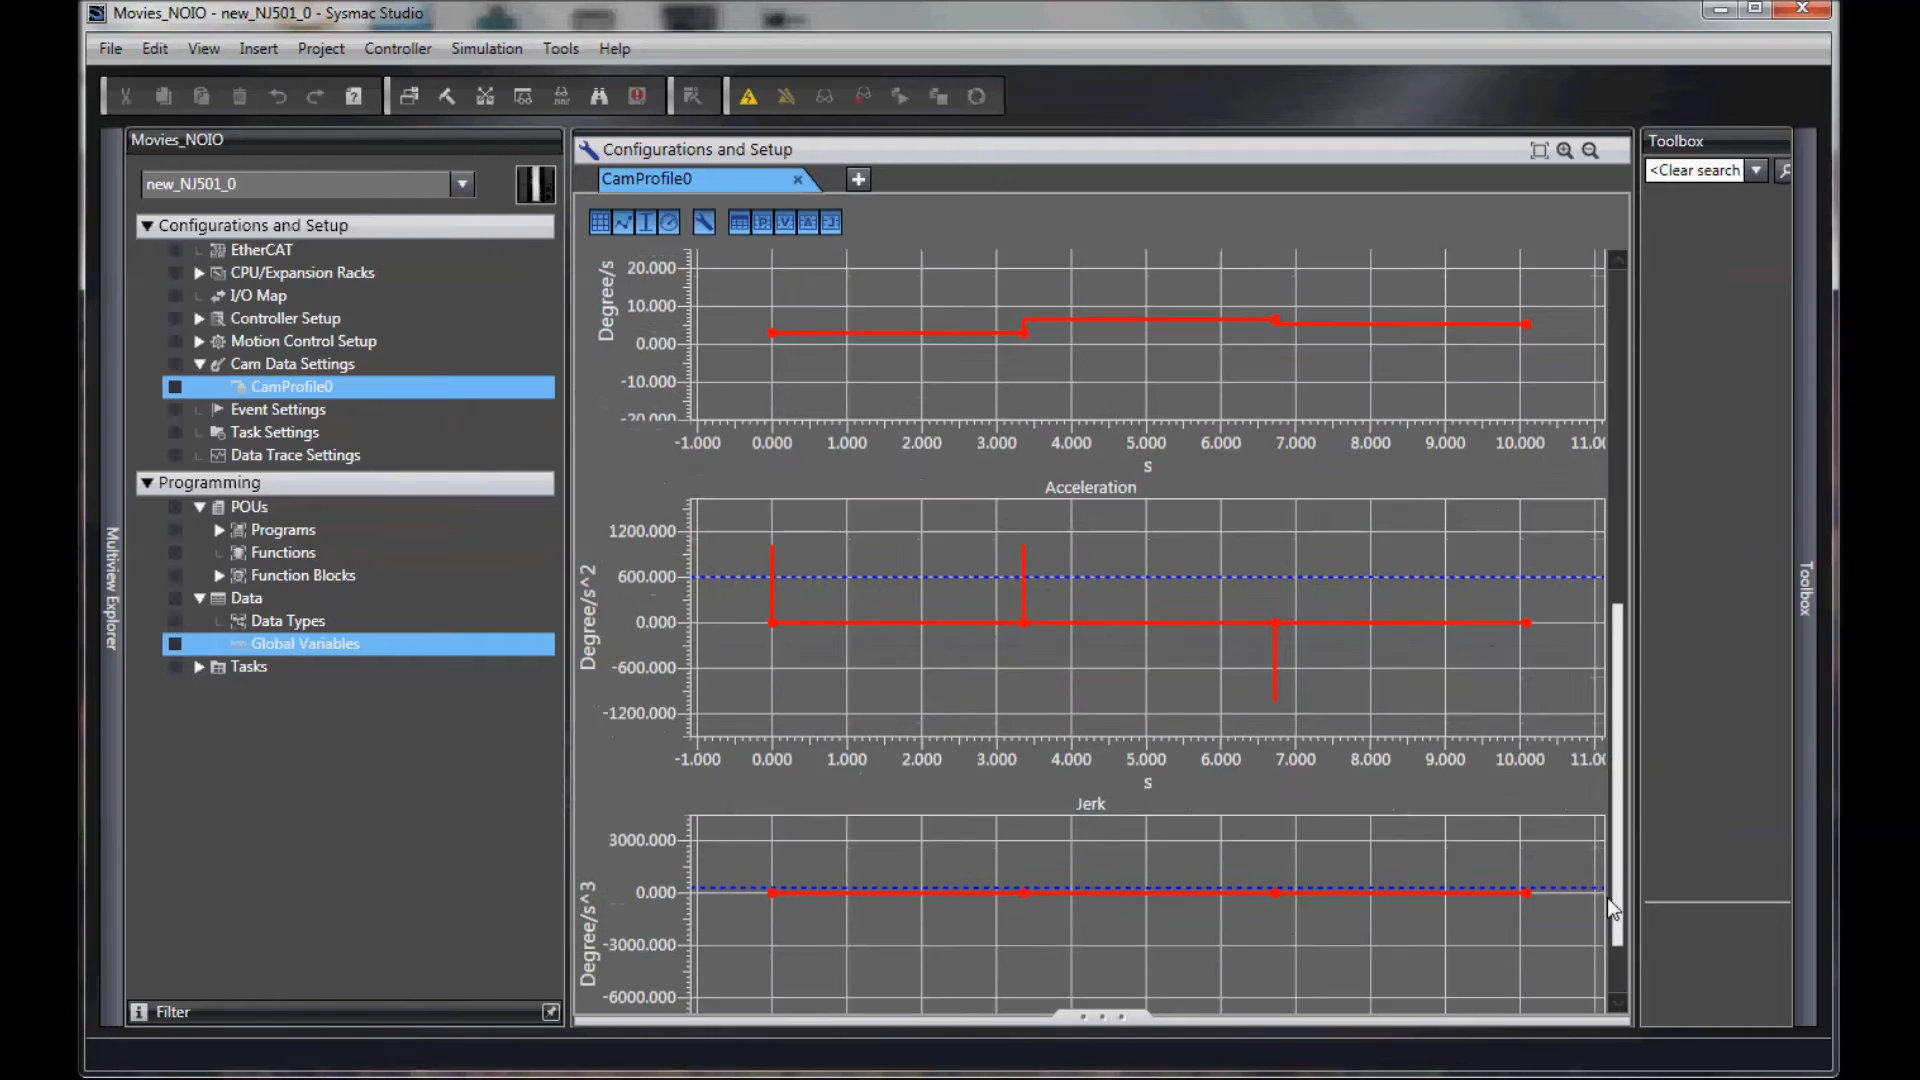 Movies_NOIO - new_NJ501_0 - Sysmac Studio
File Edit View Insert Project Controller Simulation Tools Help
Movies_NOIO
new_NJ501_0
Configurations and Setup
EtherCAT
CPU/Expansion Racks
I/O Map
Controller Setup
Motion Control Setup
Cam Data Settings
CamProfile0
Event Settings
Task Settings
Data Trace Settings
Programming
POUs
Programs
Functions
Function Blocks
Data
Data Types
Global Variables
Tasks
Filter
Multiview Explorer
Configurations and Setup
CamProfile0
Degree/s
20.000
10.000
0.000
-10.000
-20.000
-1.000 0.000 1.000 2.000 3.000 4.000 5.000 6.000 7.000 8.000 9.000 10.000 11.0
s
Acceleration
Degree/s^2
1200.000
600.000
0.000
-600.000
-1200.000
-1.000 0.000 1.000 2.000 3.000 4.000 5.000 6.000 7.000 8.000 9.000 10.000 11.0
s
Jerk
Degree/s^3
3000.000
0.000
-3000.000
-6000.000
Toolbox
<Clear search
Toolbox